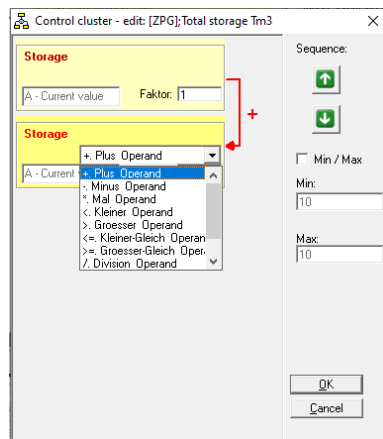 Control cluster - edit: [ZPG];Total storage Tm3
Storage
A - Current value
Faktor: 1
+
Storage
+. Plus Operand
A - Current
+. Plus Operand
-. Minus Operand
*. Mal Operand
<. Kleiner Operand
>. Groesser Operand
<=. Kleiner-Gleich Operan
>=. Groesser-Gleich Oper
/. Division Operand
Sequence:
Min / Max
Min:
10
Max:
10
OK
Cancel